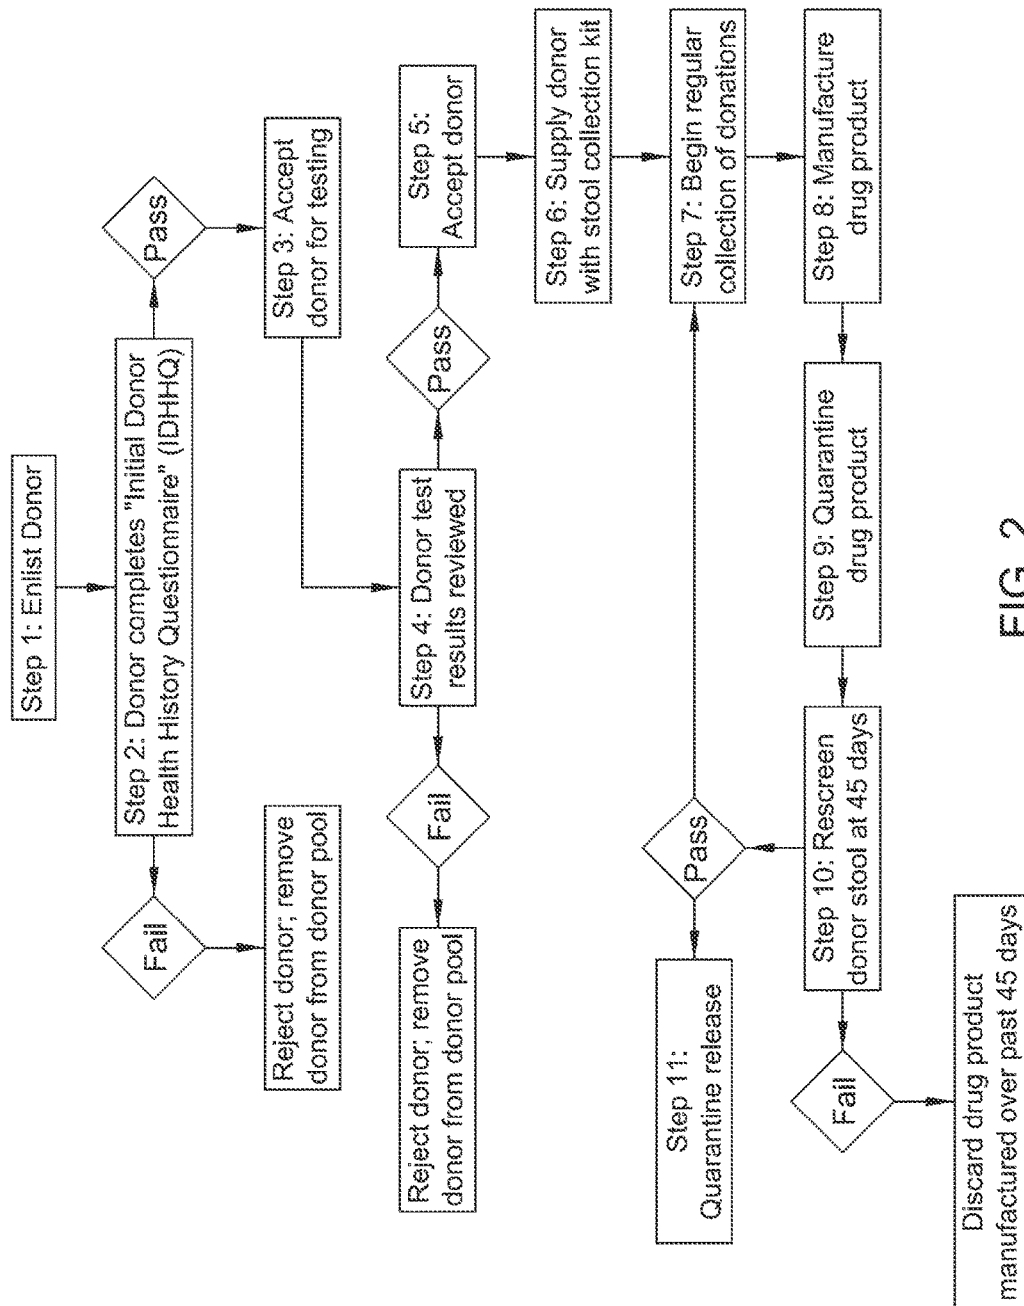 Step 1: Enlist Donor
Step 2: Donor completes "Initial Donor
Health History Questionnaire" (IDHHQ)
Fail
Pass
Reject donor; remove
donor from donor pool
Step 3: Accept
donor for testing
Reject donor; remove
donor from donor pool
Fail
Step 4: Donor test
results reviewed
Pass
Step 5:
Accept donor
Step 6: Supply donor
with stool collection kit
Step 11:
Quarantine release
Pass
Step 7: Begin regular
collection of donations
Fail
Step 10: Rescreen
donor stool at 45 days
Step 9: Quarantine
drug product
Step 8: Manufacture
drug product
Discard drug product
manufactured over past 45 days
FIG. 2